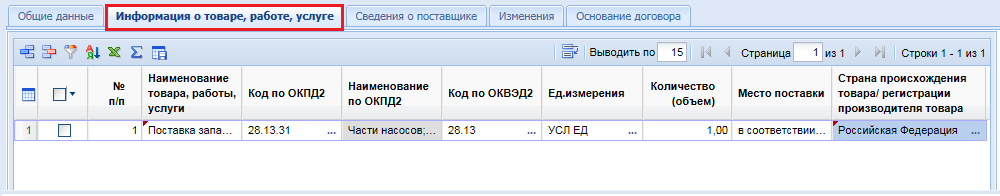 Общие данные Информация о товаре, работе, услуге Сведения о поставщике Изменения Основание договора
Выводить по 15 Страница 1 из 1 Строки 1 - 1 из 1
№ п/п
Наименование товара, работы, услуги
Код по ОКПД2
Наименование по ОКПД2
Код по ОКВЭД2
Ед.измерения
Количество (объем)
Место поставки
Страна происхождения товара/ регистрации производителя товара
1 1 Поставка запа... 28.13.31 ... Части насосов;... 28.13 ... УСЛ ЕД ... 1,00 в соответствии... Российская Федерация ...